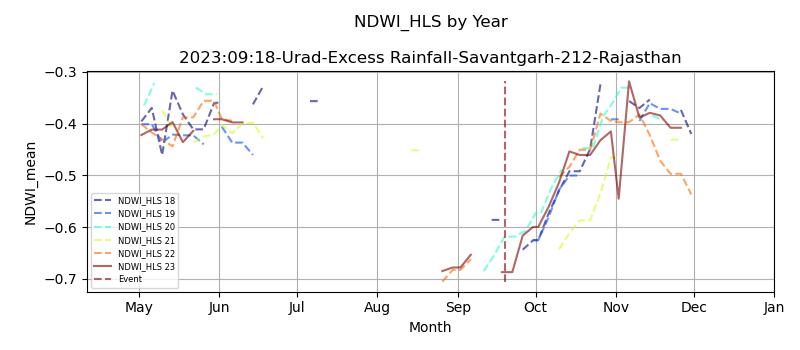 NDWI_HLS by Year
2023:09:18-Urad-Excess Rainfall-Savantgarh-212-Rajasthan
NDWI_mean
−0.3
−0.4
−0.5
−0.6
−0.7
NDWI_HLS 18
NDWI_HLS 19
NDWI_HLS 20
NDWI_HLS 21
NDWI_HLS 22
NDWI_HLS 23
Event
May Jun Jul Aug Sep Oct Nov Dec Jan
Month